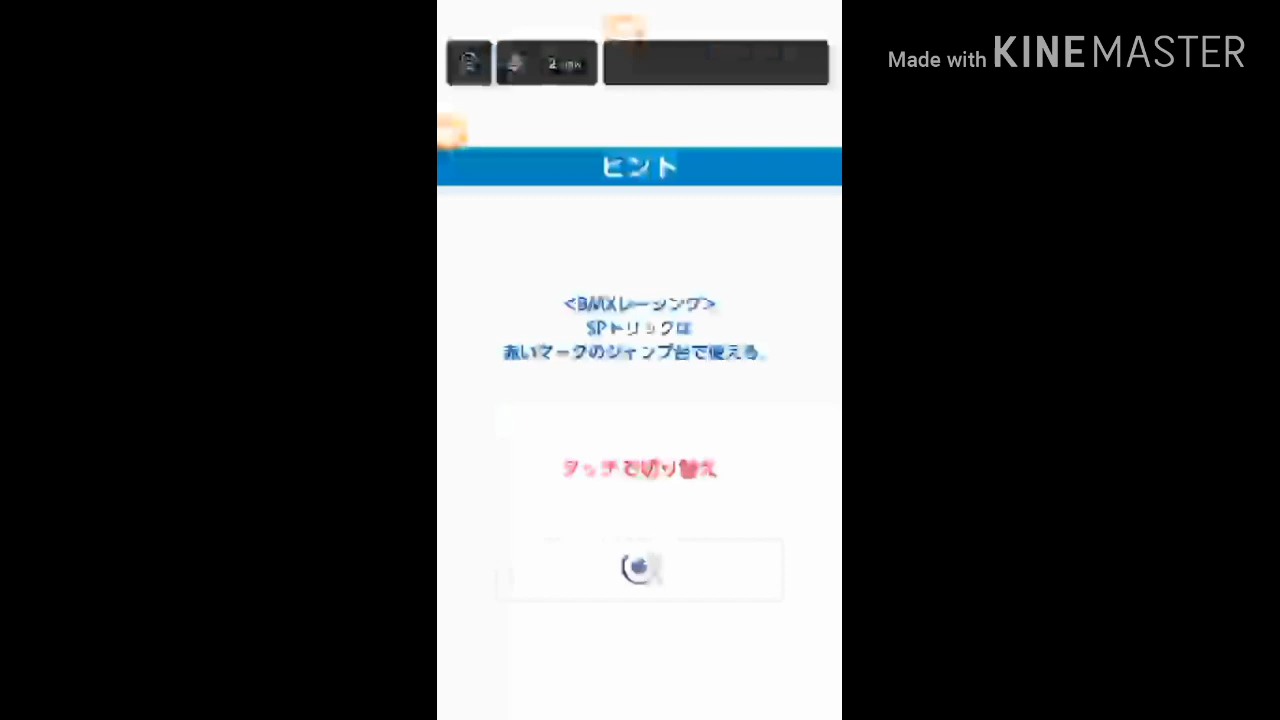 Made with KINEMASTER
ヒント
<BMXレーシング>
SPトリックは
赤いマークのジャンプ台で使える。
タッチで切り替え